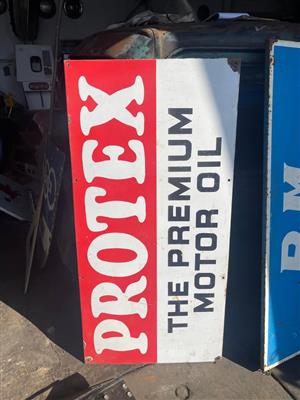 PROTEX
THE PREMIUM
MOTOR OIL